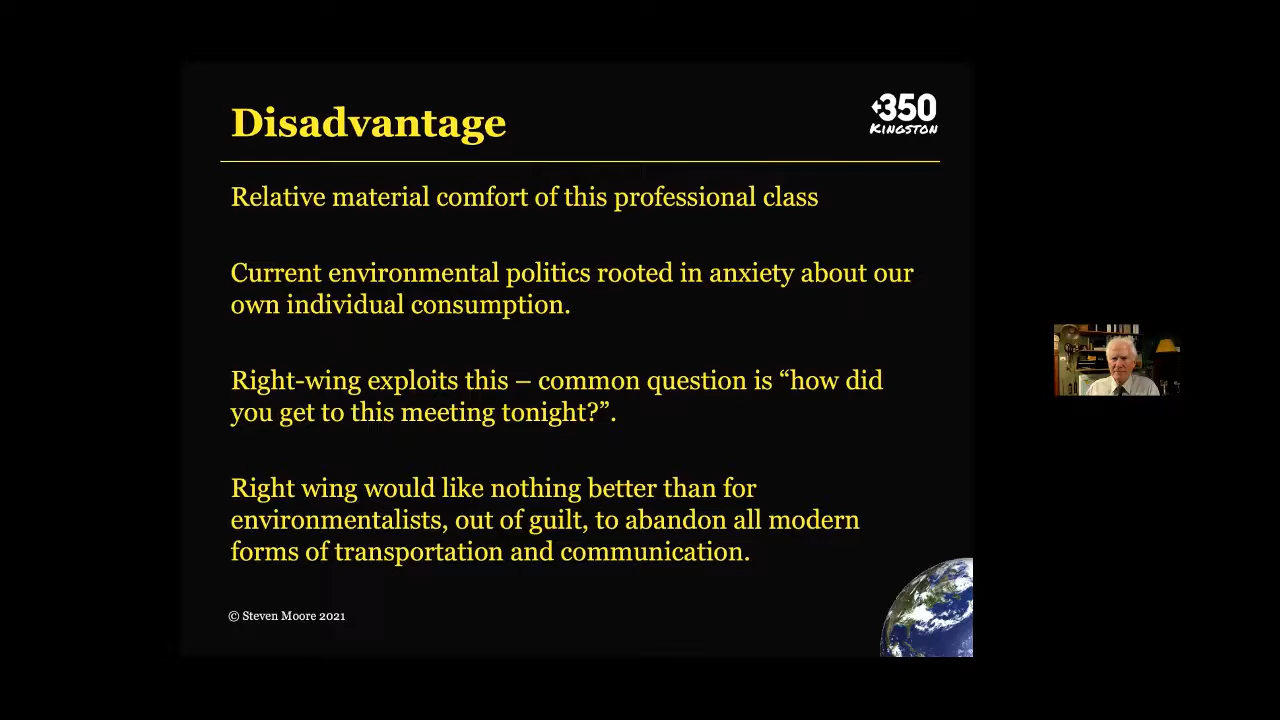 Disadvantage
350
KINGSTON
Relative material comfort of this professional class
Current environmental politics rooted in anxiety about our
own individual consumption.
Right-wing exploits this – common question is “how did
you get to this meeting tonight?”.
Right wing would like nothing better than for
environmentalists, out of guilt, to abandon all modern
forms of transportation and communication.
© Steven Moore 2021